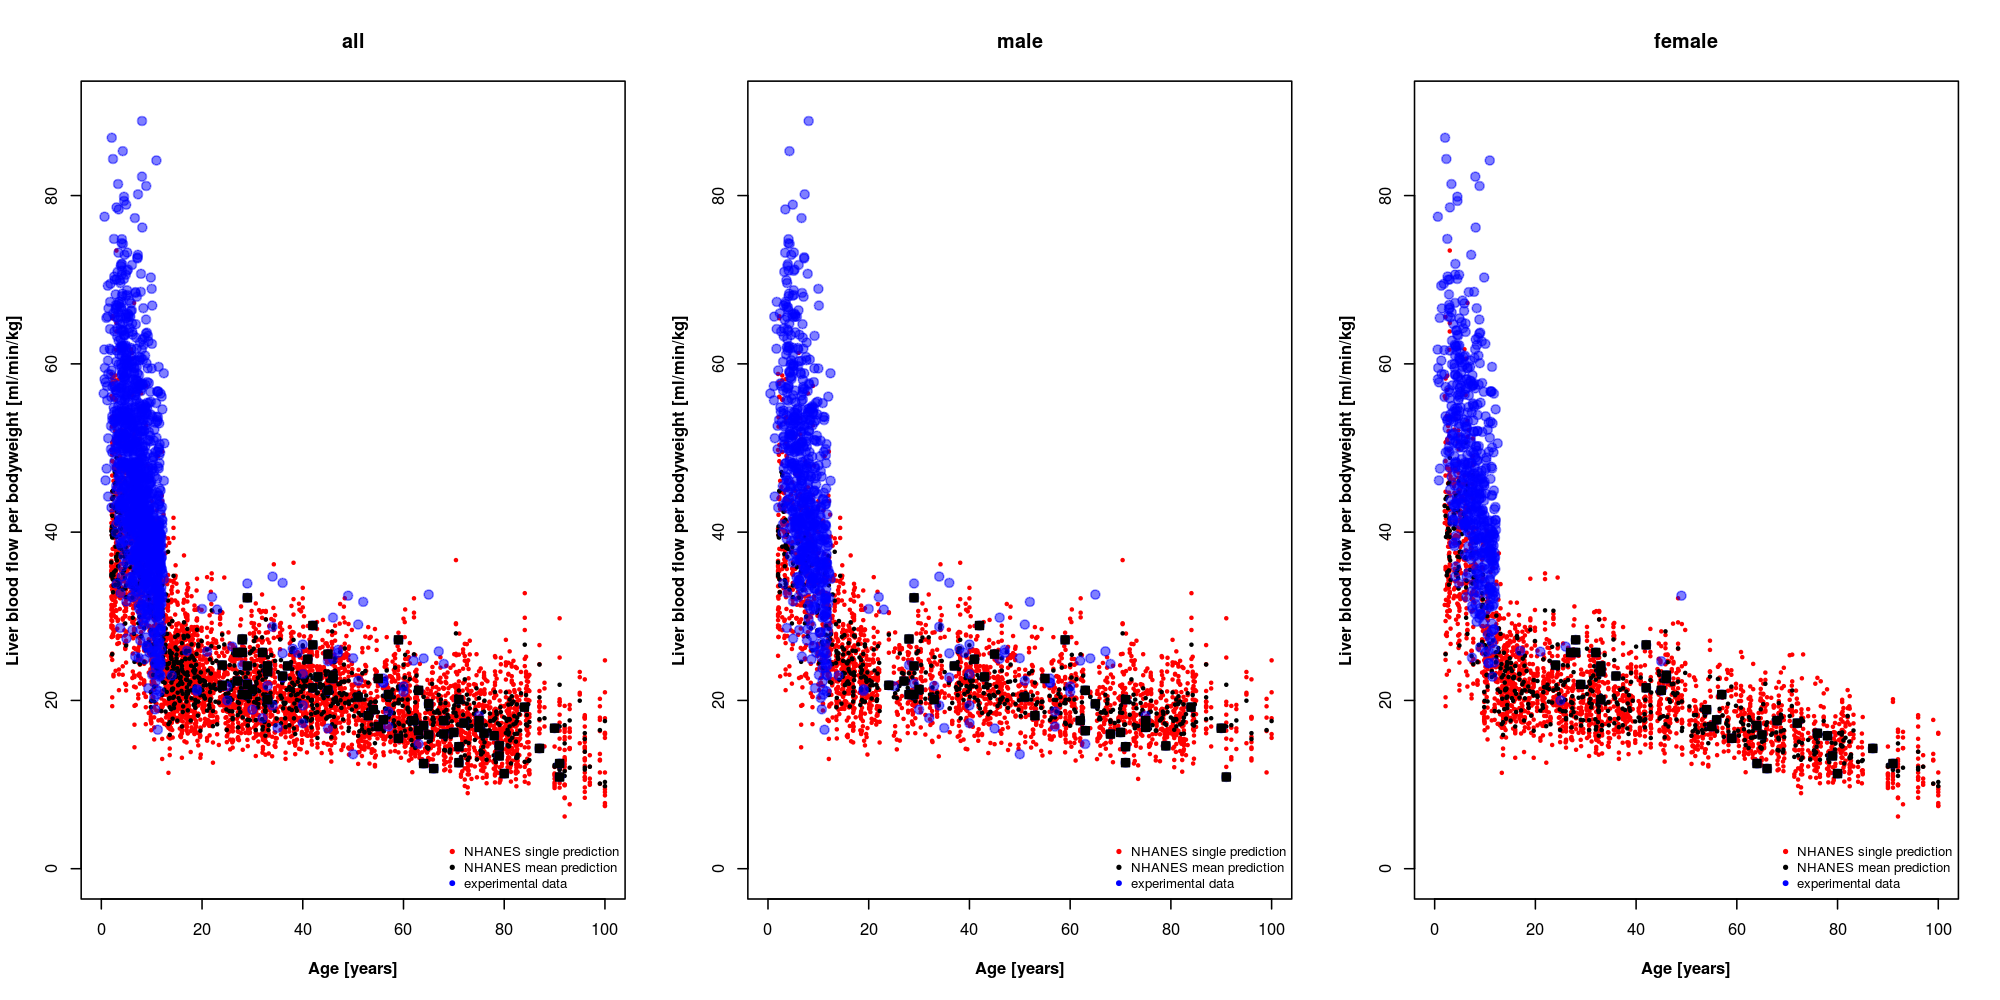 all
male
female
Liver blood flow per bodyweight [ml/min/kg]
0
20
40
60
80
NHANES single prediction
NHANES mean prediction
experimental data
0 20 40 60 80 100
Age [years]
Liver blood flow per bodyweight [ml/min/kg]
0
20
40
60
80
NHANES single prediction
NHANES mean prediction
experimental data
0 20 40 60 80 100
Age [years]
Liver blood flow per bodyweight [ml/min/kg]
0
20
40
60
80
NHANES single prediction
NHANES mean prediction
experimental data
0 20 40 60 80 100
Age [years]